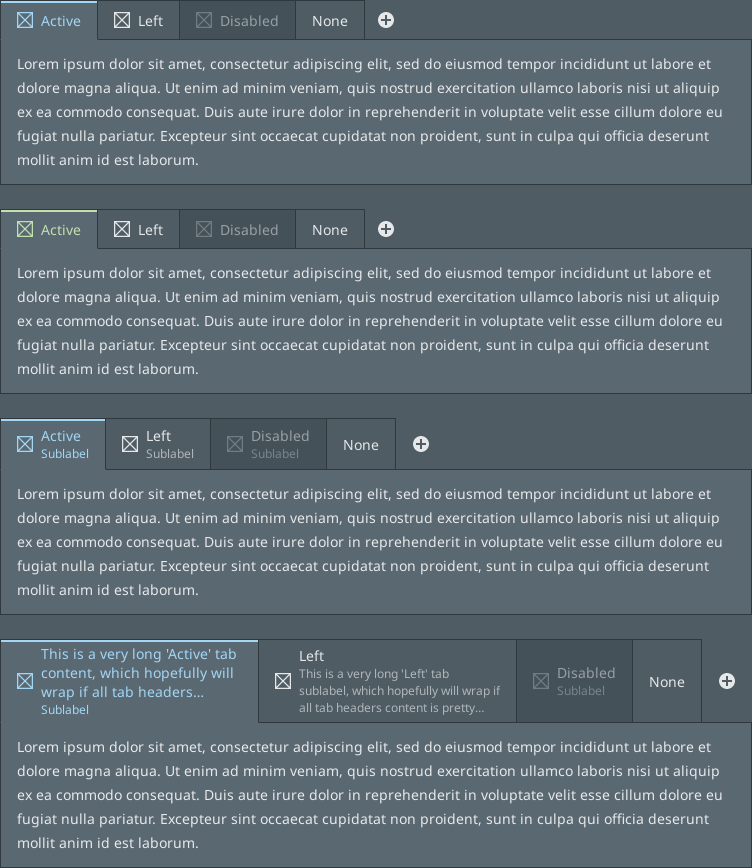 Active Left Disabled None
Lorem ipsum dolor sit amet, consectetur adipiscing elit, sed do eiusmod tempor incididunt ut labore et
dolore magna aliqua. Ut enim ad minim veniam, quis nostrud exercitation ullamco laboris nisi ut aliquip
ex ea commodo consequat. Duis aute irure dolor in reprehenderit in voluptate velit esse cillum dolore eu
fugiat nulla pariatur. Excepteur sint occaecat cupidatat non proident, sunt in culpa qui officia deserunt
mollit anim id est laborum.
Active Left Disabled None
Lorem ipsum dolor sit amet, consectetur adipiscing elit, sed do eiusmod tempor incididunt ut labore et
dolore magna aliqua. Ut enim ad minim veniam, quis nostrud exercitation ullamco laboris nisi ut aliquip
ex ea commodo consequat. Duis aute irure dolor in reprehenderit in voluptate velit esse cillum dolore eu
fugiat nulla pariatur. Excepteur sint occaecat cupidatat non proident, sunt in culpa qui officia deserunt
mollit anim id est laborum.
Active
Sublabel
Left
Sublabel
Disabled
Sublabel
None
Lorem ipsum dolor sit amet, consectetur adipiscing elit, sed do eiusmod tempor incididunt ut labore et
dolore magna aliqua. Ut enim ad minim veniam, quis nostrud exercitation ullamco laboris nisi ut aliquip
ex ea commodo consequat. Duis aute irure dolor in reprehenderit in voluptate velit esse cillum dolore eu
fugiat nulla pariatur. Excepteur sint occaecat cupidatat non proident, sunt in culpa qui officia deserunt
mollit anim id est laborum.
This is a very long 'Active' tab
content, which hopefully will
wrap if all tab headers...
Sublabel
Left
This is a very long 'Left' tab
sublabel, which hopefully will wrap if
all tab headers content is pretty...
Disabled
Sublabel
None
Lorem ipsum dolor sit amet, consectetur adipiscing elit, sed do eiusmod tempor incididunt ut labore et
dolore magna aliqua. Ut enim ad minim veniam, quis nostrud exercitation ullamco laboris nisi ut aliquip
ex ea commodo consequat. Duis aute irure dolor in reprehenderit in voluptate velit esse cillum dolore eu
fugiat nulla pariatur. Excepteur sint occaecat cupidatat non proident, sunt in culpa qui officia deserunt
mollit anim id est laborum.